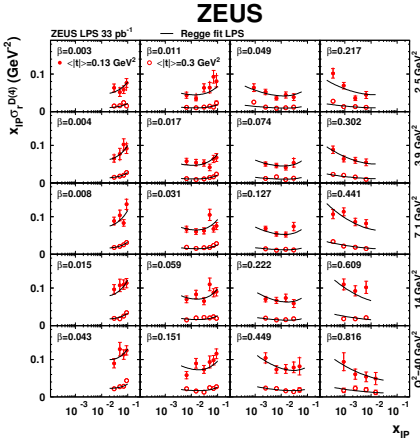 ZEUS
ZEUS LPS 33 pb⁻¹ — Regge fit LPS
x_IP σ_r^D(4) (GeV⁻²)
β=0.003 β=0.011 β=0.049 β=0.217
<|t|>=0.13 GeV² <|t|>=0.3 GeV²
0.1
2.5 GeV²
0
β=0.004 β=0.017 β=0.074 β=0.302
0.1
3.9 GeV²
0
β=0.008 β=0.031 β=0.127 β=0.441
0.1
7.1 GeV²
0
β=0.015 β=0.059 β=0.222 β=0.609
0.1
14 GeV²
0
β=0.043 β=0.151 β=0.449 β=0.816
0.1
Q²=40 GeV²
0
10⁻³ 10⁻² 10⁻¹ 10⁻³ 10⁻² 10⁻¹ 10⁻³ 10⁻² 10⁻¹ 10⁻³ 10⁻² 10⁻¹
x_IP